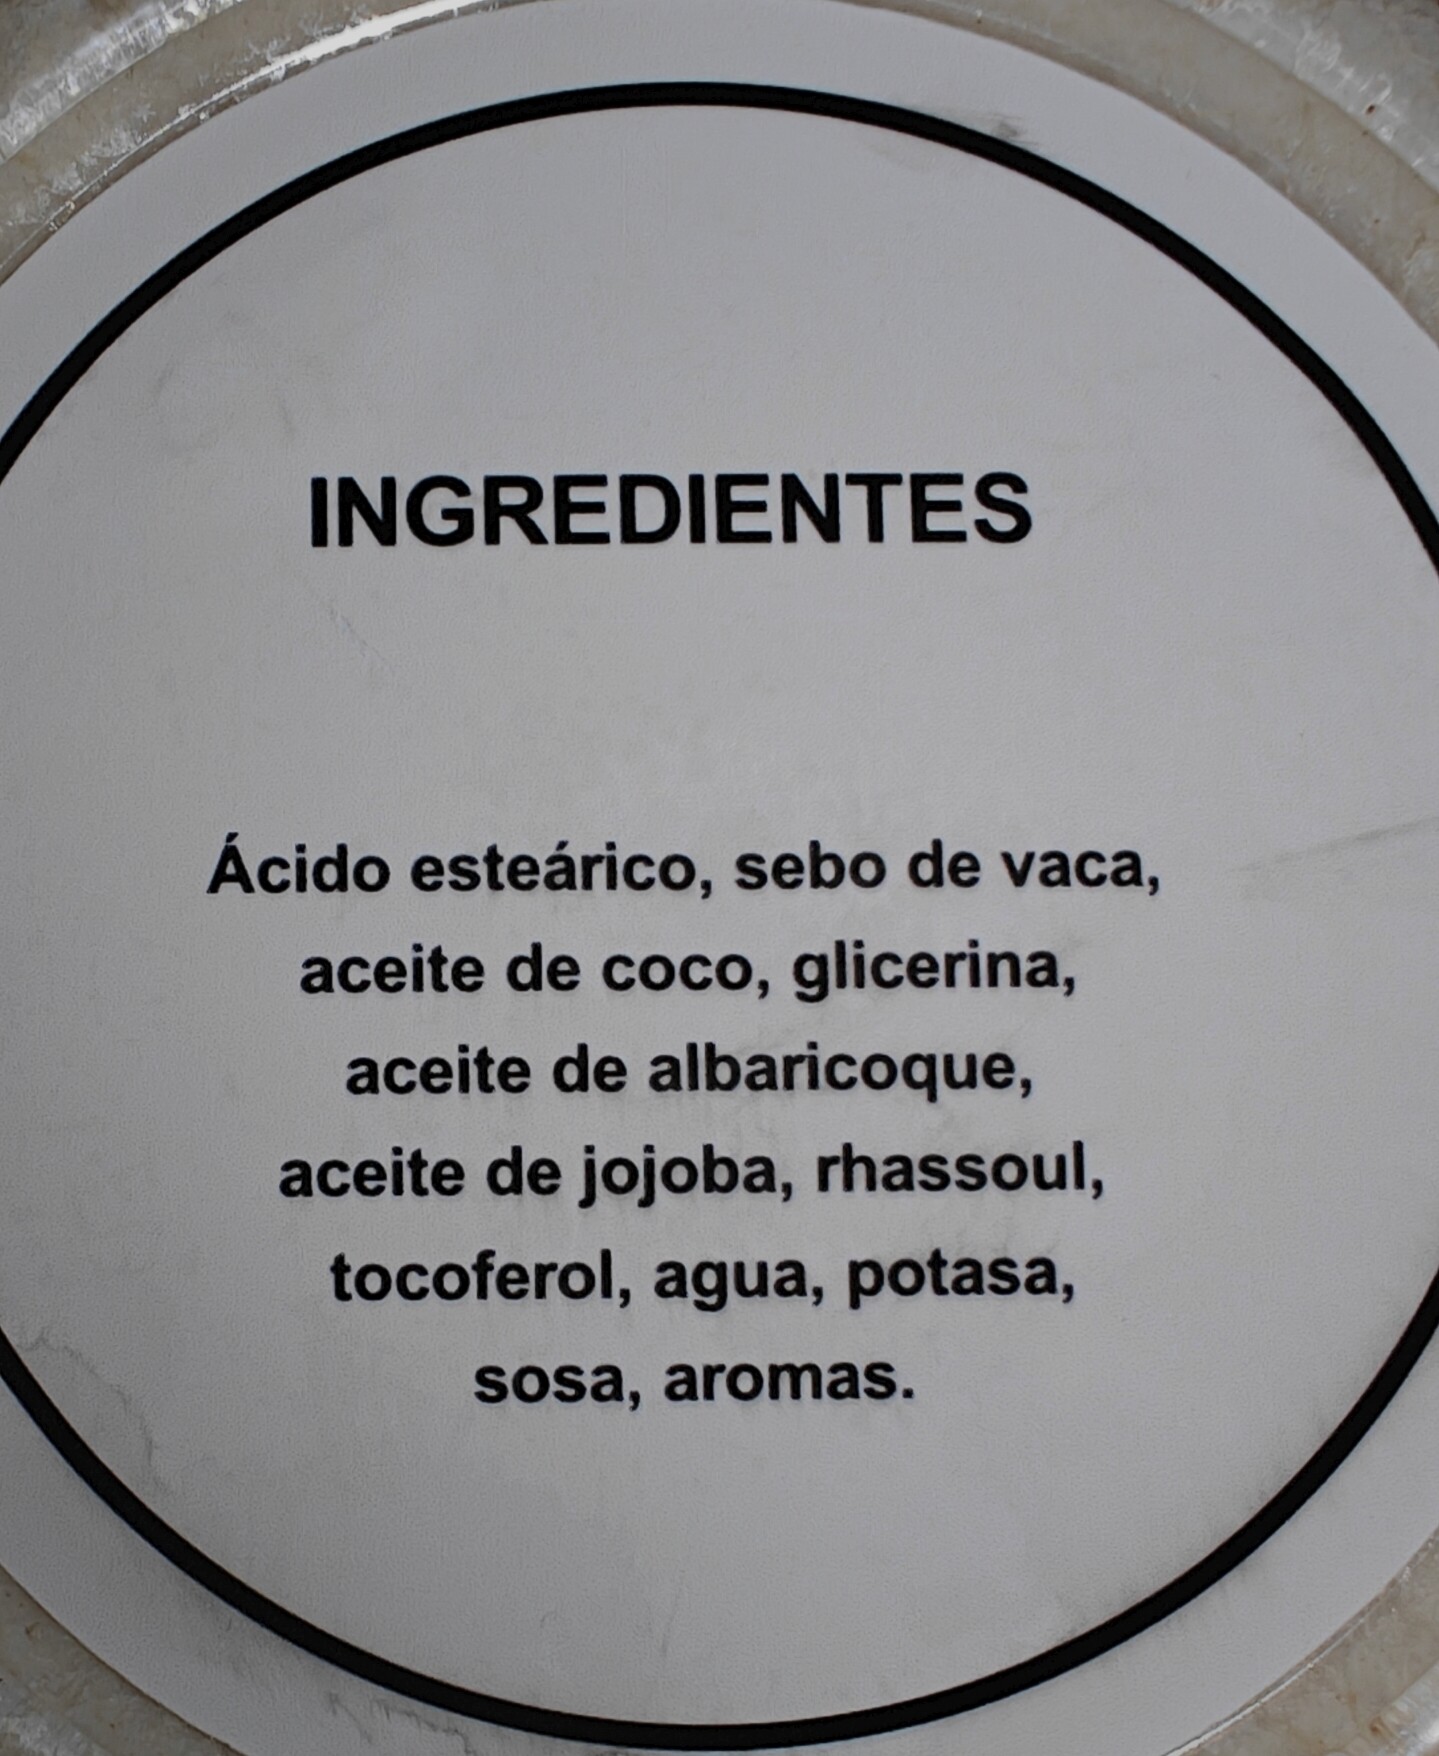 INGREDIENTES
Ácido esteárico, sebo de vaca,
aceite de coco, glicerina,
aceite de albaricoque,
aceite de jojoba, rhassoul,
tocoferol, agua, potasa,
sosa, aromas.